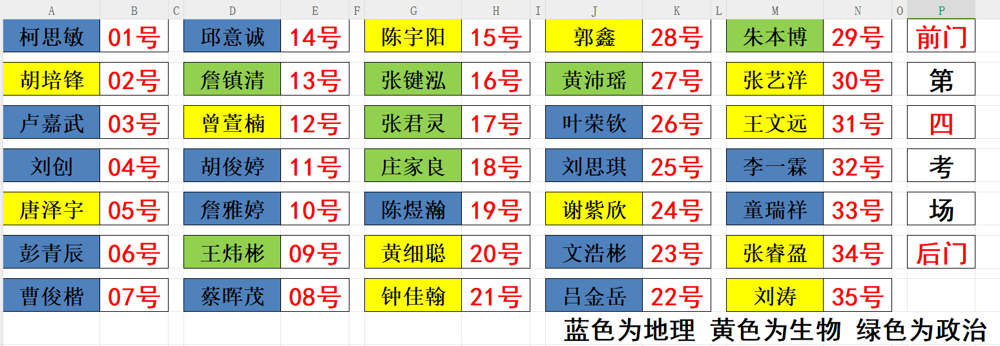 A B C D E F G H I J K L M N O P
柯思敏 01号 邱意诚 14号 陈宇阳 15号 郭鑫 28号 朱本博 29号 前门
胡培锋 02号 詹镇清 13号 张键泓 16号 黄沛瑶 27号 张艺洋 30号 第
卢嘉武 03号 曾萱楠 12号 张君灵 17号 叶荣钦 26号 王文远 31号 四
刘创 04号 胡俊婷 11号 庄家良 18号 刘思琪 25号 李一霖 32号 考
唐泽宇 05号 詹雅婷 10号 陈煜瀚 19号 谢紫欣 24号 童瑞祥 33号 场
彭青辰 06号 王炜彬 09号 黄细聪 20号 文浩彬 23号 张睿盈 34号 后门
曹俊楷 07号 蔡晖茂 08号 钟佳翰 21号 吕金岳 22号 刘涛 35号
蓝色为地理 黄色为生物 绿色为政治